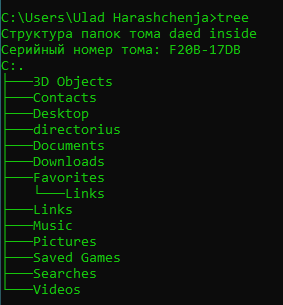 C:\Users\Ulad Harashchenja>tree
Структура папок тома daed inside
Серийный номер тома: F20B-17DB
C:.
├───3D Objects
├───Contacts
├───Desktop
├───directorius
├───Documents
├───Downloads
├───Favorites
│   └───Links
├───Links
├───Music
├───Pictures
├───Saved Games
├───Searches
└───Videos